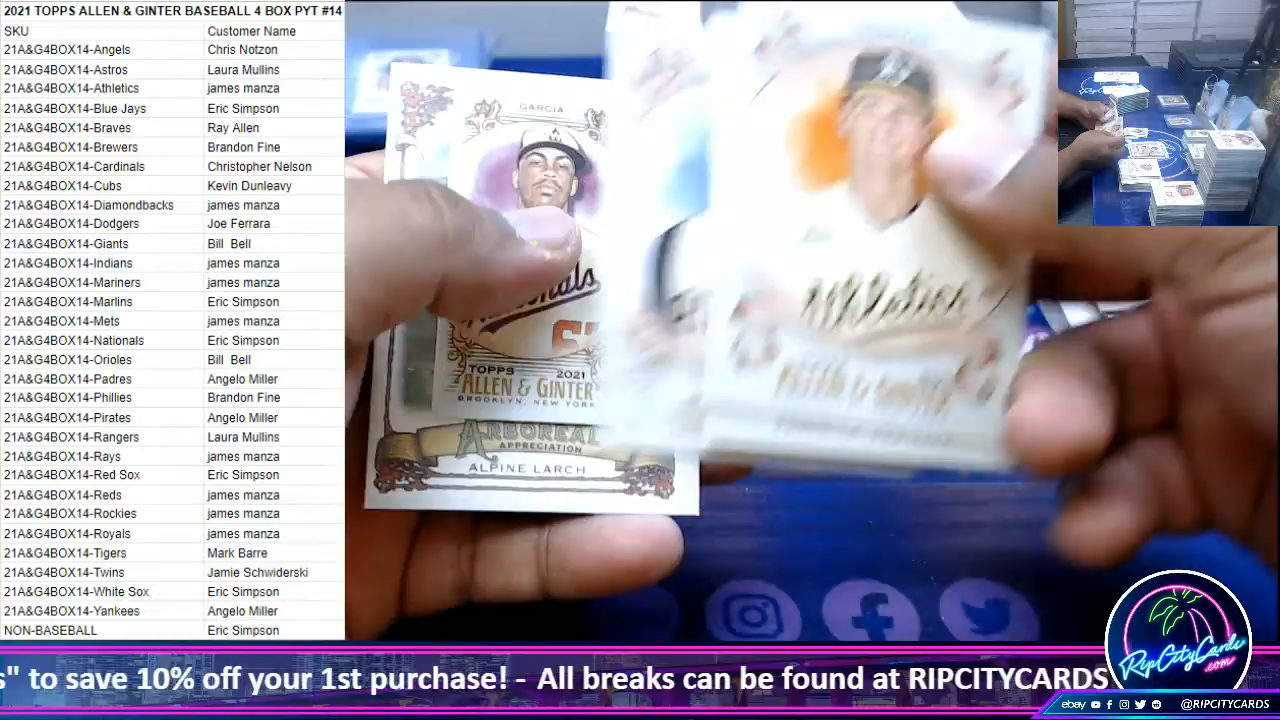 2021 TOPPS ALLEN & GINTER BASEBALL 4 BOX PYT #14
SKU Customer Name
21A&G4BOX14-Angels Chris Notzon
21A&G4BOX14-Astros Laura Mullins
21A&G4BOX14-Athletics james manza
21A&G4BOX14-Blue Jays Eric Simpson
21A&G4BOX14-Braves Ray Allen
21A&G4BOX14-Brewers Brandon Fine
21A&G4BOX14-Cardinals Christopher Nelson
21A&G4BOX14-Cubs Kevin Dunleavy
21A&G4BOX14-Diamondbacks james manza
21A&G4BOX14-Dodgers Joe Ferrara
21A&G4BOX14-Giants Bill Bell
21A&G4BOX14-Indians james manza
21A&G4BOX14-Mariners james manza
21A&G4BOX14-Marlins Eric Simpson
21A&G4BOX14-Mets james manza
21A&G4BOX14-Nationals Eric Simpson
21A&G4BOX14-Orioles Bill Bell
21A&G4BOX14-Padres Angelo Miller
21A&G4BOX14-Phillies Brandon Fine
21A&G4BOX14-Pirates Angelo Miller
21A&G4BOX14-Rangers Laura Mullins
21A&G4BOX14-Rays james manza
21A&G4BOX14-Red Sox Eric Simpson
21A&G4BOX14-Reds james manza
21A&G4BOX14-Rockies james manza
21A&G4BOX14-Royals james manza
21A&G4BOX14-Tigers Mark Barre
21A&G4BOX14-Twins Jamie Schwiderski
21A&G4BOX14-White Sox Eric Simpson
21A&G4BOX14-Yankees Angelo Miller
NON-BASEBALL Eric Simpson
GARCIA
TOPPS 2021
ALLEN & GINTER
BROOKLYN, NEW YORK
ARBOREAL
APPRECIATION
ALPINE LARCH
Athletics
s" to save 10% off your 1st purchase! - All breaks can be found at RIPCITYCARDS
RipCityCards
.com
ebay @RIPCITYCARDS